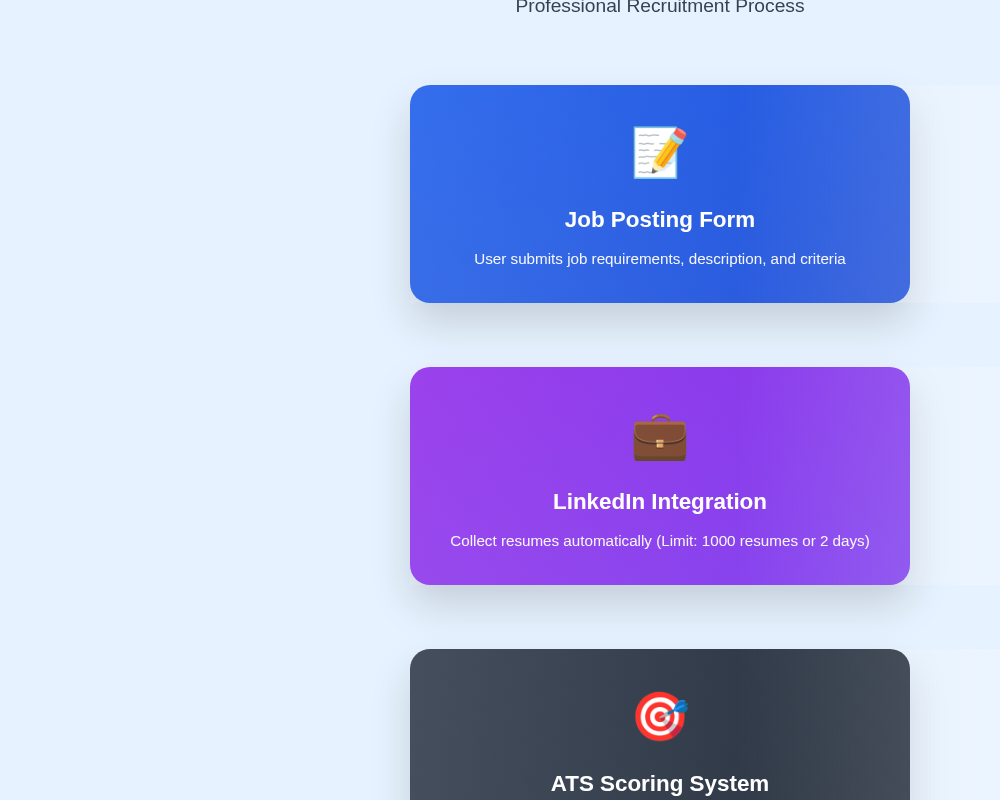 Professional Recruitment Process
Job Posting Form
User submits job requirements, description, and criteria
LinkedIn Integration
Collect resumes automatically (Limit: 1000 resumes or 2 days)
ATS Scoring System